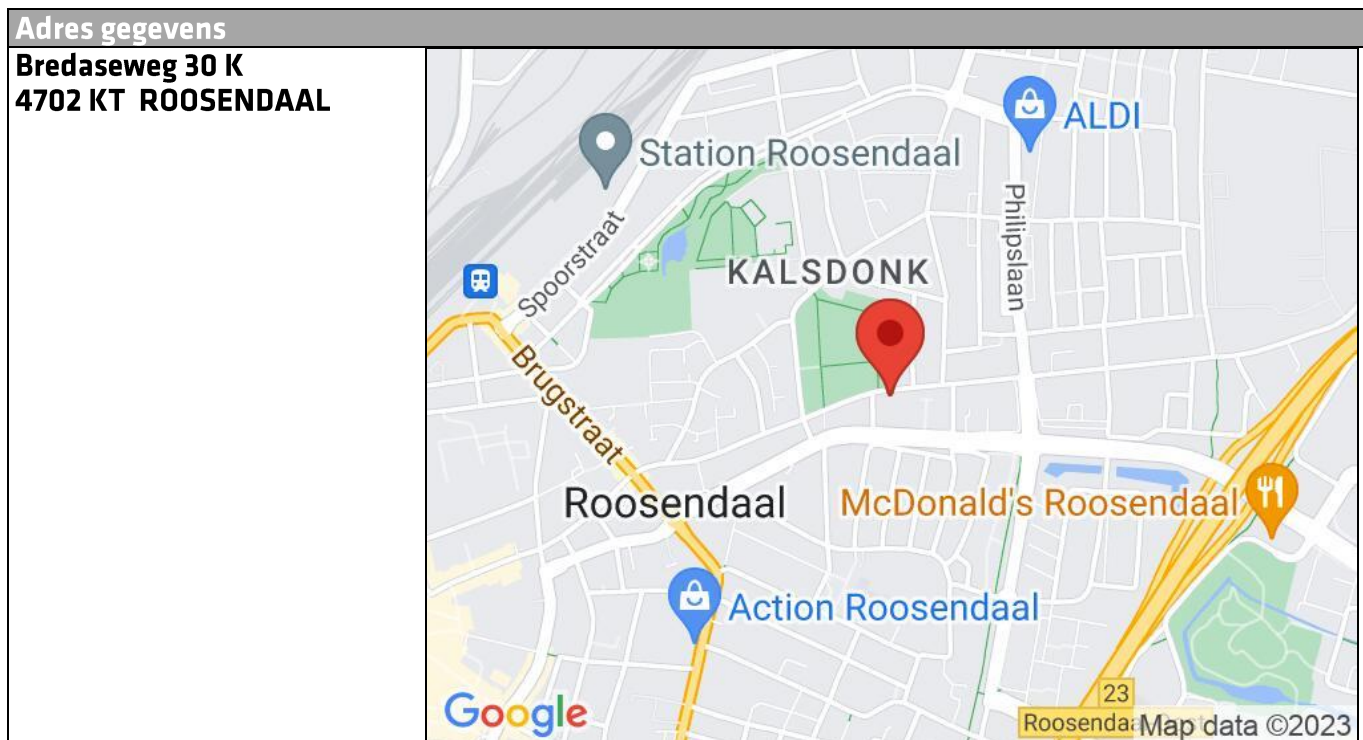 Adres gegevens
Bredaseweg 30 K
4702 KT ROOSENDAAL
ALDI
Station Roosendaal
Philipslaan
Spoorstraat
KALSDONK
Brugstraat
Roosendaal
McDonald's Roosendaal
Action Roosendaal
23
Google
Map data ©2023